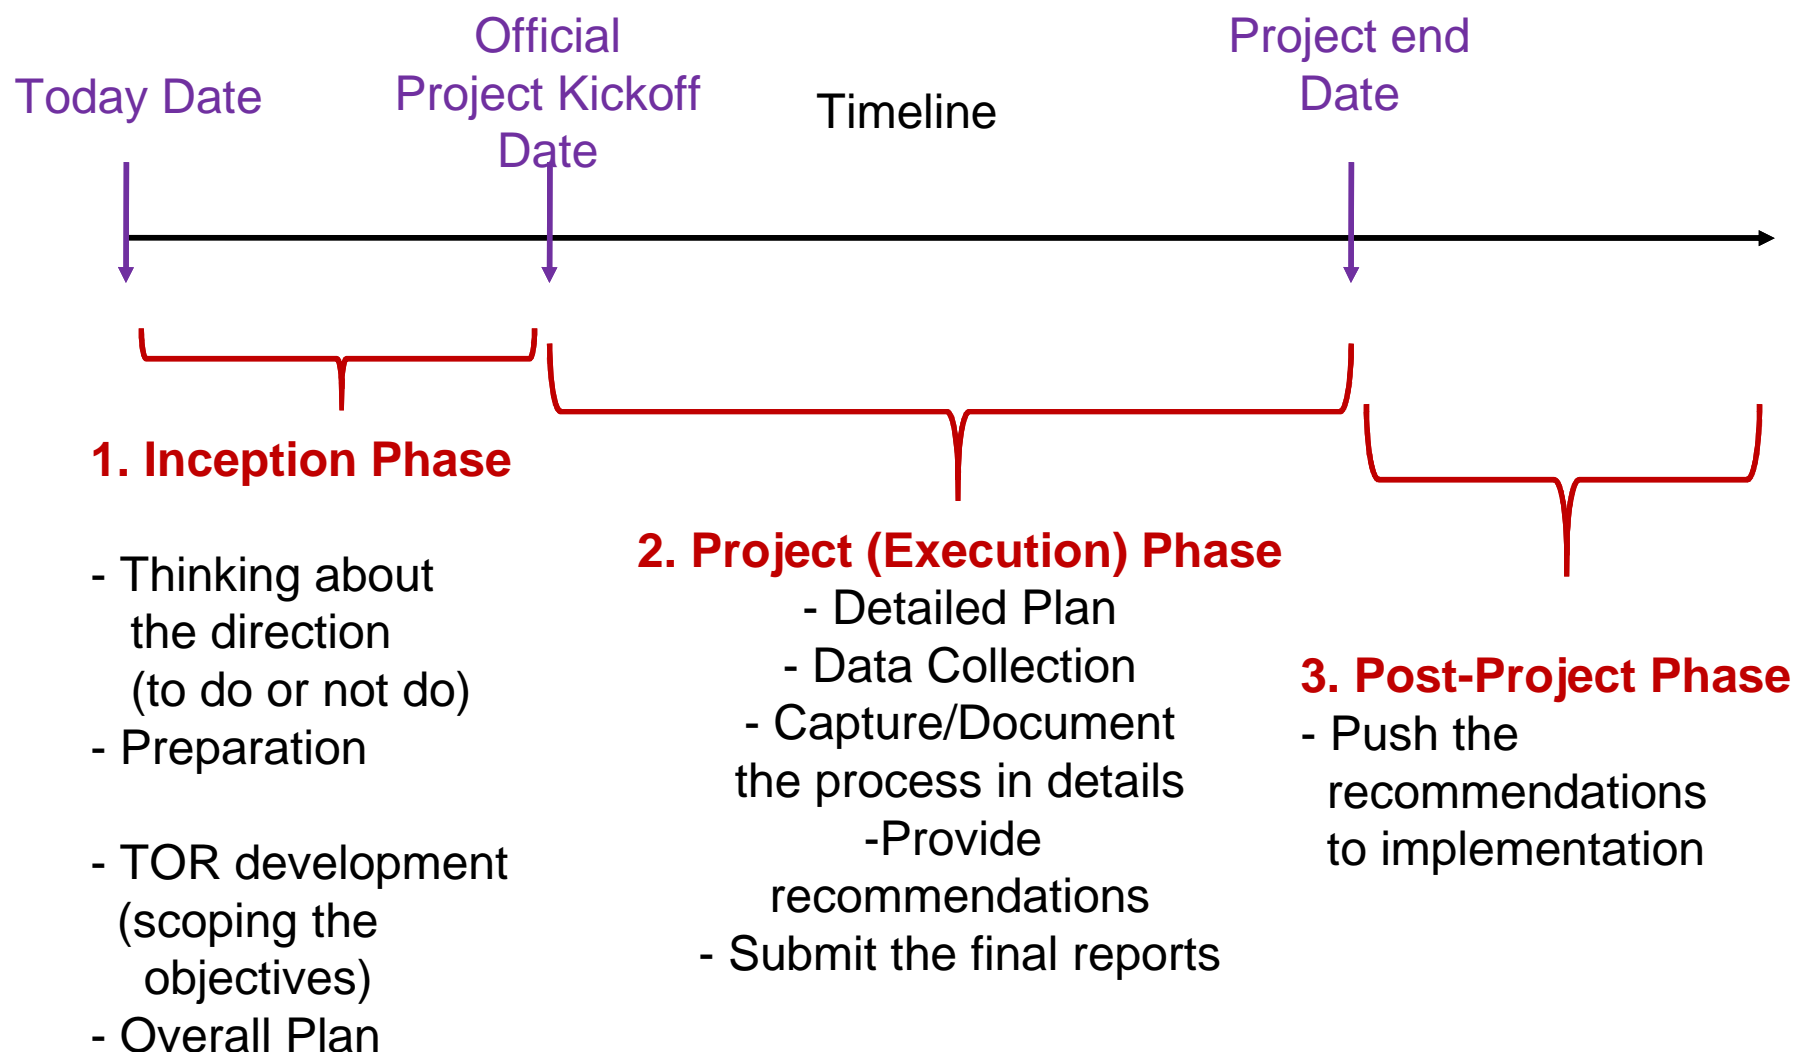 Today Date
Official
Project Kickoff
Date
Timeline
Project end
Date
1. Inception Phase
- Thinking about
the direction
(to do or not do)
- Preparation
- TOR development
(scoping the
objectives)
- Overall Plan
2. Project (Execution) Phase
- Detailed Plan
- Data Collection
- Capture/Document
the process in details
-Provide
recommendations
- Submit the final reports
3. Post-Project Phase
- Push the
recommendations
to implementation